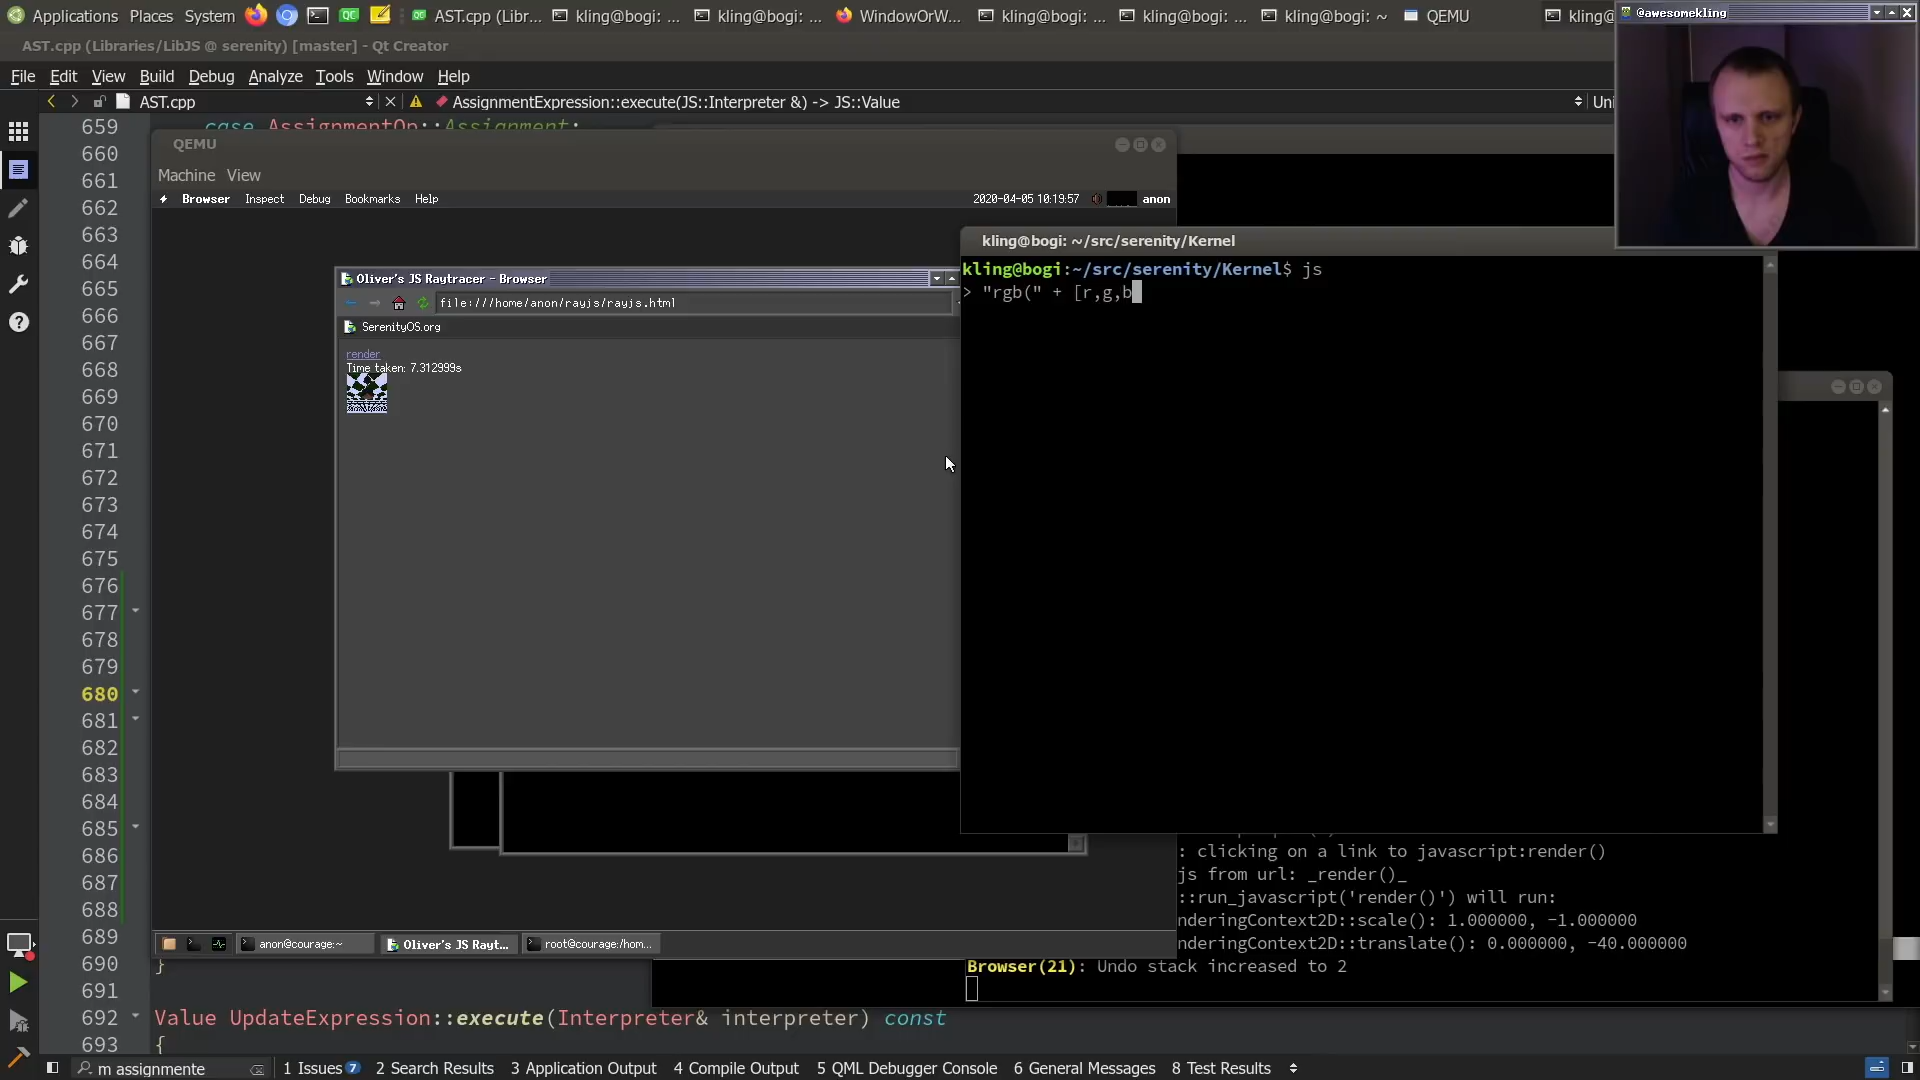 Applications Places System AST.cpp (Libr... kling@bogi: ... kling@bogi: ... WindowOrW... kling@bogi: ... kling@bogi: ... kling@bogi: ~ QEMU kling@
@awesomekling
AST.cpp (Libraries/LibJS @ serenity) [master] - Qt Creator
File Edit View Build Debug Analyze Tools Window Help
AST.cpp AssignmentExpression::execute(JS::Interpreter &) -> JS::Value Uni
659 case AssignmentOp::Assignment:
660
661
662
663
664
665
666
667
668
669
670
671
672
673
674
675
676
677
678
679
680
681
682
683
684
685
686
687
688
689
690 }
691
692 Value UpdateExpression::execute(Interpreter& interpreter) const
693 {
QEMU
Machine View
Browser Inspect Debug Bookmarks Help 2020-04-05 10:19:57 anon
Oliver's JS Raytracer - Browser
file:///home/anon/rayjs/rayjs.html
SerenityOS.org
render
Time taken: 7.312999s
anon@courage:~ Oliver's JS Rayt... root@courage:/hom...
kling@bogi: ~/src/serenity/Kernel
kling@bogi:~/src/serenity/Kernel$ js
> "rgb(" + [r,g,b
: clicking on a link to javascript:render()
js from url: _render()_
::run_javascript('render()') will run:
nderingContext2D::scale(): 1.000000, -1.000000
nderingContext2D::translate(): 0.000000, -40.000000
Browser(21): Undo stack increased to 2
m assignmente 1 Issues 7 2 Search Results 3 Application Output 4 Compile Output 5 QML Debugger Console 6 General Messages 8 Test Results